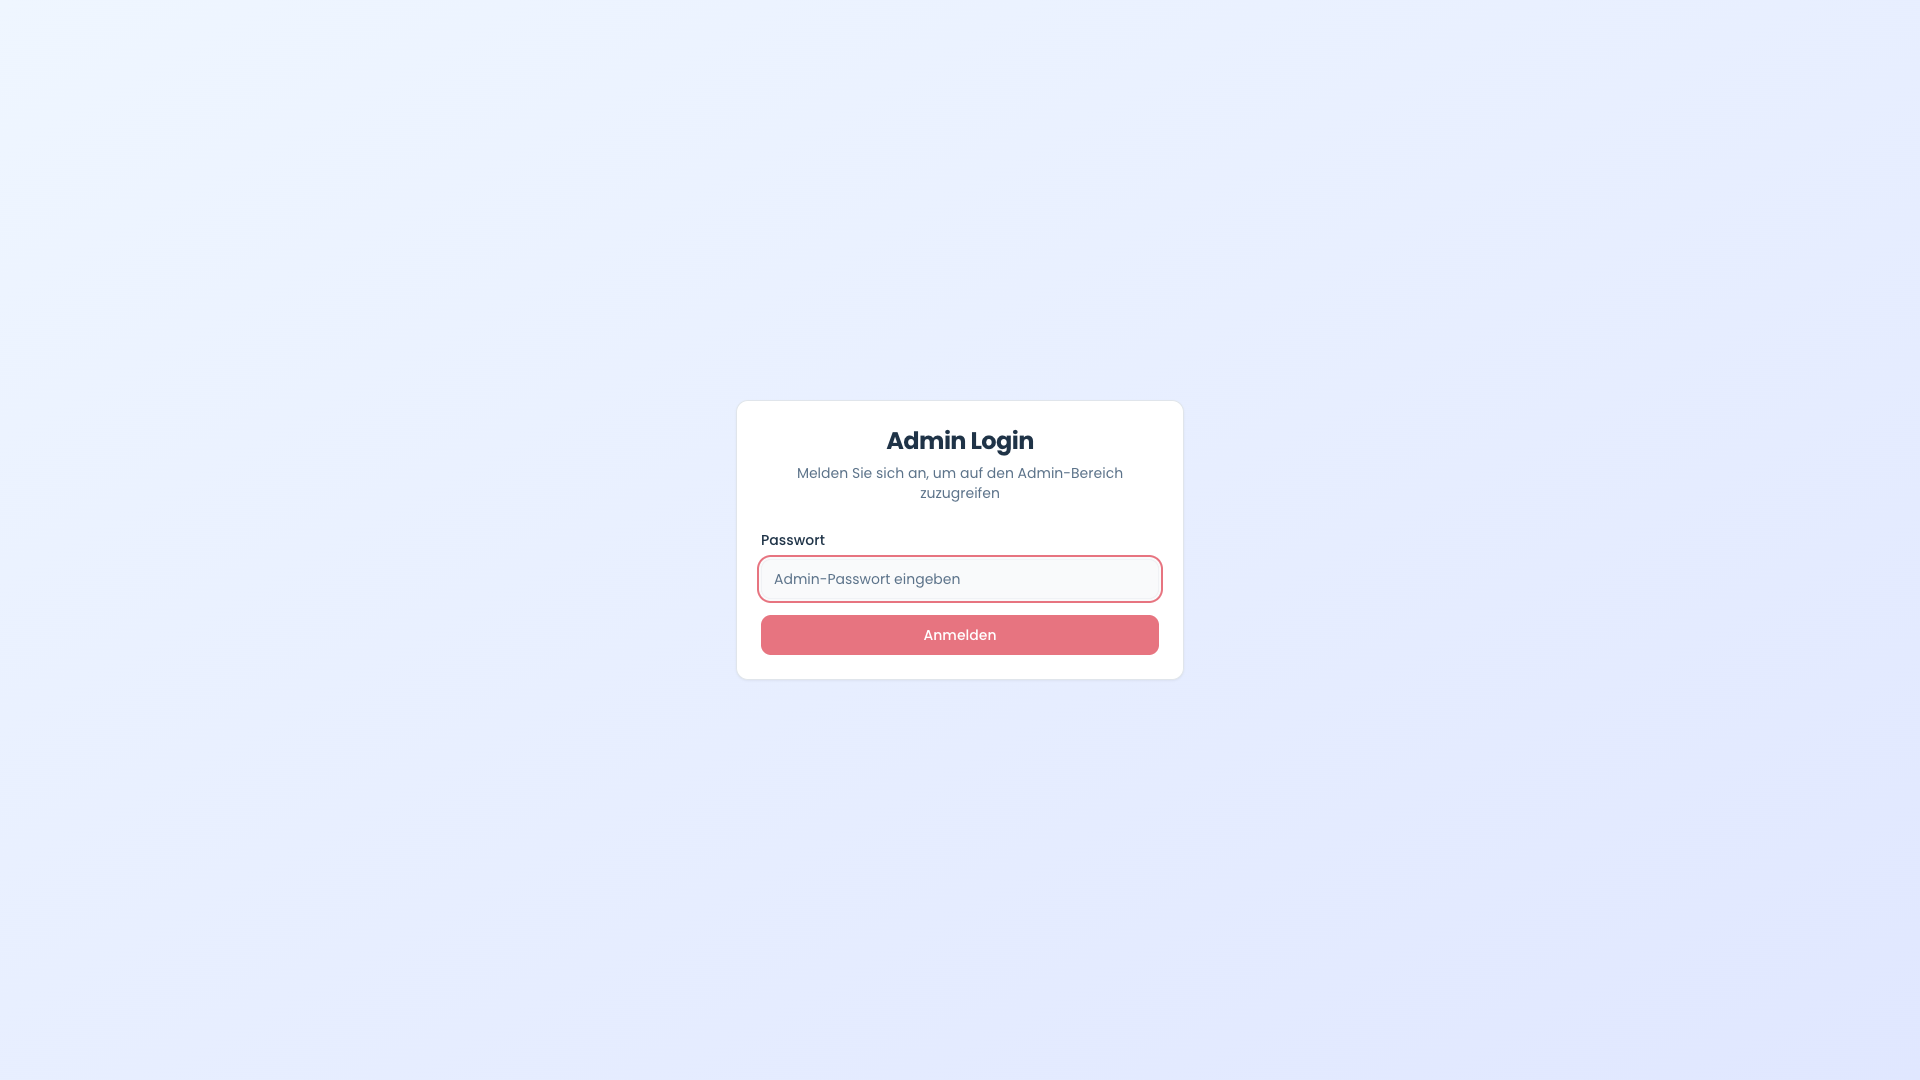 Admin Login
Melden Sie sich an, um auf den Admin-Bereich
zuzugreifen
Passwort
Admin-Passwort eingeben
Anmelden